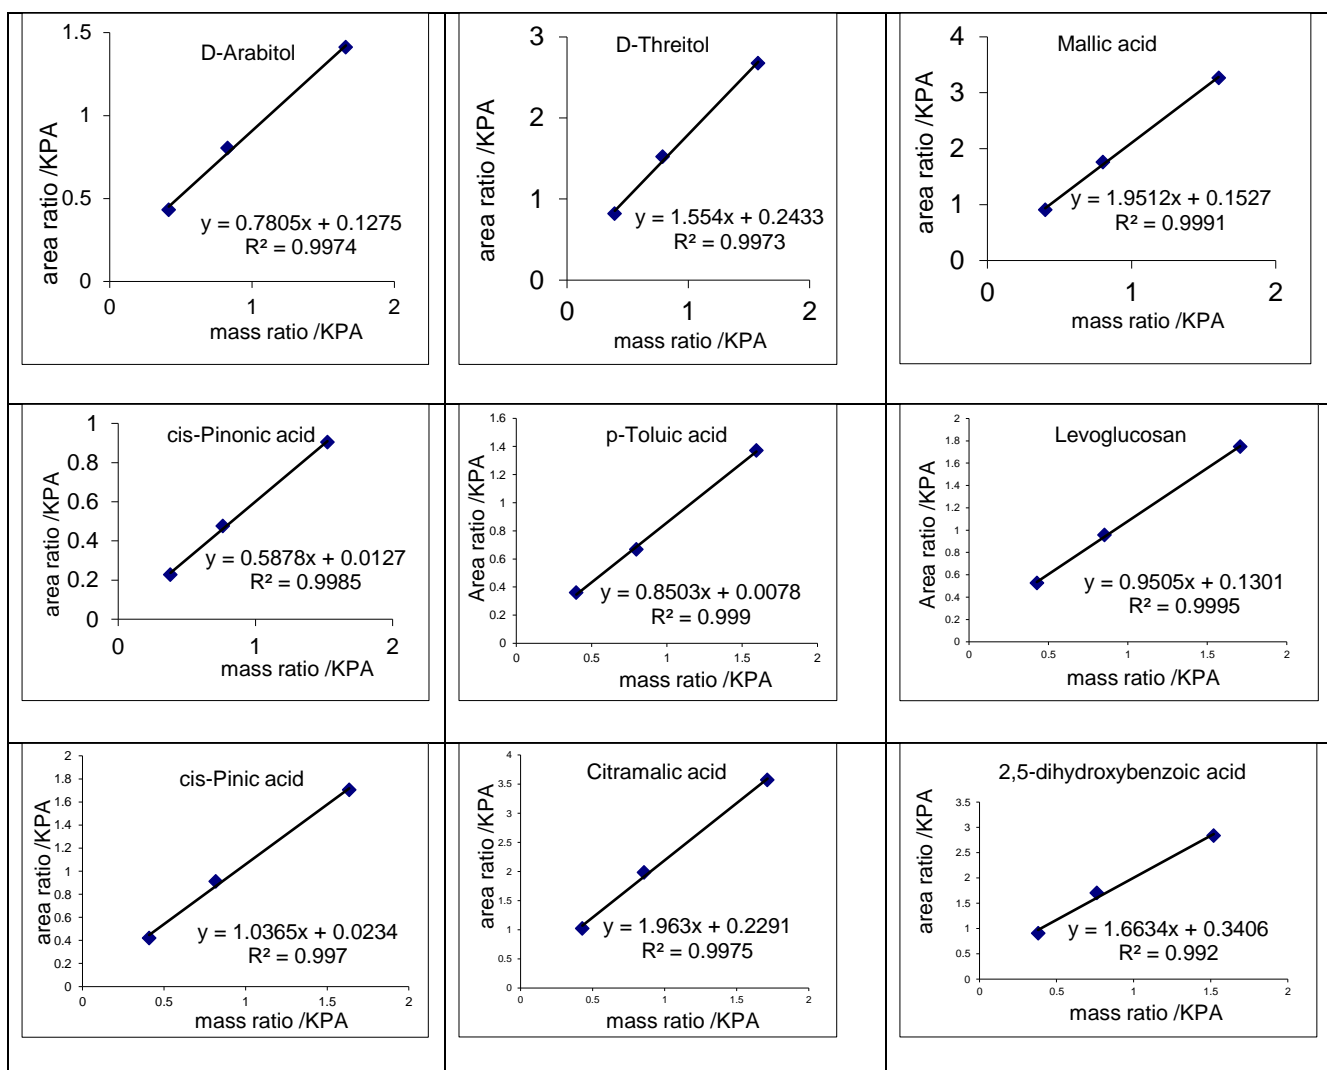 D-Arabitol
1.5
1
0.5
0
0
1
2
area ratio /KPA
mass ratio /KPA
y = 0.7805x + 0.1275
R² = 0.9974
D-Threitol
3
2
1
0
0
1
2
area ratio /KPA
mass ratio /KPA
y = 1.554x + 0.2433
R² = 0.9973
Mallic acid
4
3
2
1
0
0
1
2
area ratio /KPA
mass ratio /KPA
y = 1.9512x + 0.1527
R² = 0.9991
cis-Pinonic acid
1
0.8
0.6
0.4
0.2
0
0
1
2
area ratio /KPA
mass ratio /KPA
y = 0.5878x + 0.0127
R² = 0.9985
p-Toluic acid
1.6
1.4
1.2
1
0.8
0.6
0.4
0.2
0
0
0.5
1
1.5
2
Area ratio /KPA
mass ratio /KPA
y = 0.8503x + 0.0078
R² = 0.999
Levoglucosan
2
1.8
1.6
1.4
1.2
1
0.8
0.6
0.4
0.2
0
0
0.5
1
1.5
2
Area ratio /KPA
mass ratio /KPA
y = 0.9505x + 0.1301
R² = 0.9995
cis-Pinic acid
2
1.8
1.6
1.4
1.2
1
0.8
0.6
0.4
0.2
0
0
0.5
1
1.5
2
area ratio /KPA
mass ratio /KPA
y = 1.0365x + 0.0234
R² = 0.997
Citramalic acid
4
3.5
3
2.5
2
1.5
1
0.5
0
0
0.5
1
1.5
2
area ratio /KPA
mass ratio /KPA
y = 1.963x + 0.2291
R² = 0.9975
2,5-dihydroxybenzoic acid
3.5
3
2.5
2
1.5
1
0.5
0
0
0.5
1
1.5
2
area ratio /KPA
mass ratio /KPA
y = 1.6634x + 0.3406
R² = 0.992